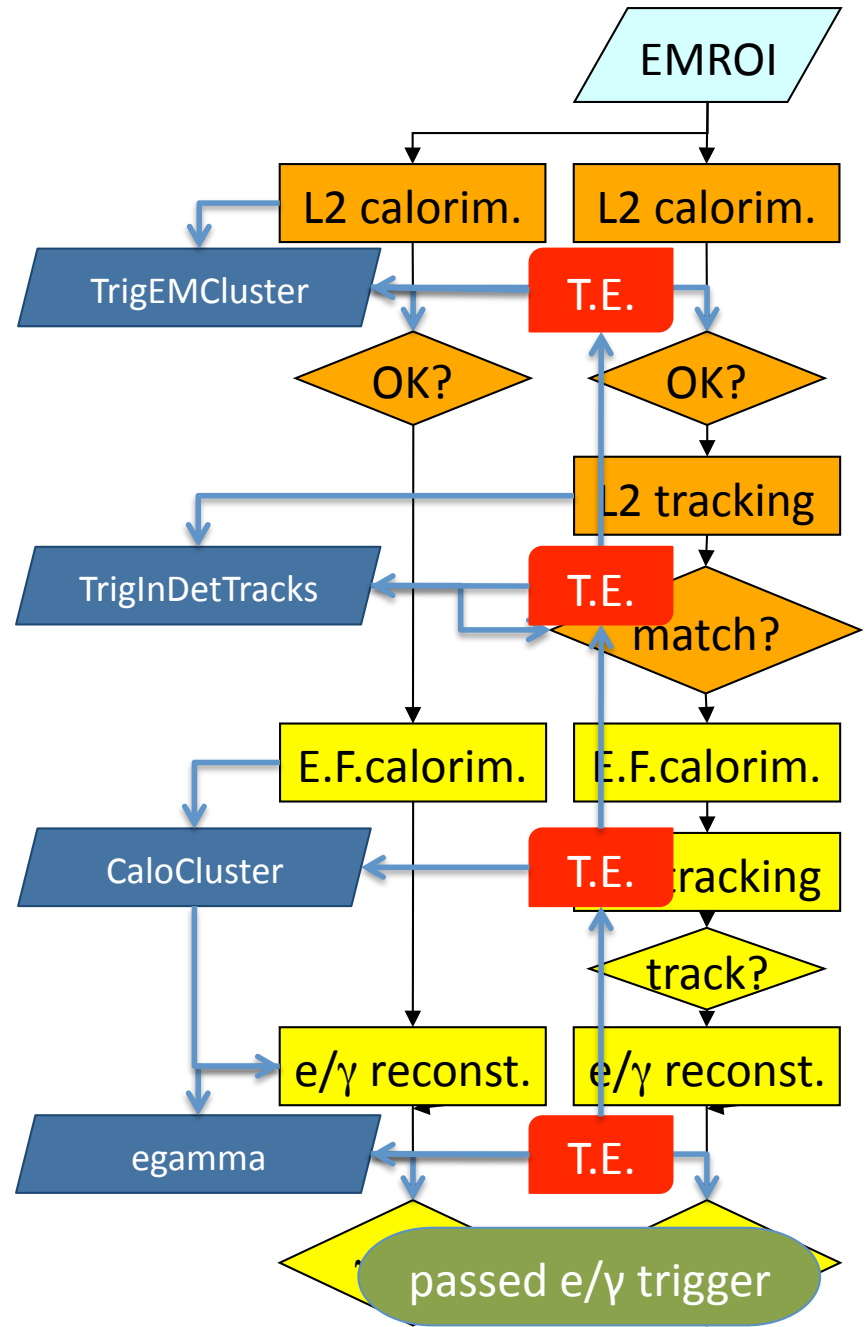 EMROI
L2 calorim.
L2 calorim.
TrigEMCluster
T.E.
OK?
OK?
L2 tracking
TrigInDetTracks
T.E.
match?
E.F.calorim.
E.F.calorim.
CaloCluster
T.E.
tracking
track?
e/γ reconst.
e/γ reconst.
egamma
T.E.
passed e/γ trigger